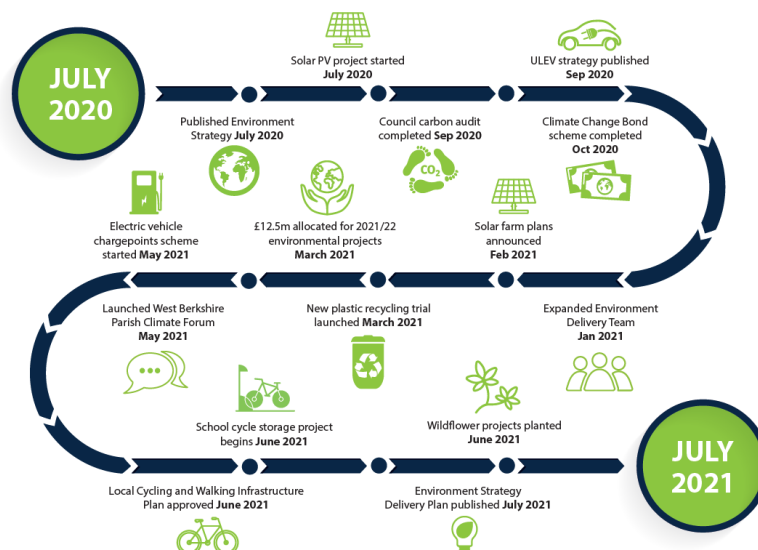 JULY
2020
Solar PV project started
July 2020
ULEV strategy published
Sep 2020
Published Environment
Strategy July 2020
Council carbon audit
completed Sep 2020
Climate Change Bond
scheme completed
Oct 2020
CO2
Electric vehicle
chargepoints scheme
started May 2021
£12.5m allocated for 2021/22
environmental projects
March 2021
Solar farm plans
announced
Feb 2021
Launched West Berkshire
Parish Climate Forum
May 2021
New plastic recycling trial
launched March 2021
Expanded Environment
Delivery Team
Jan 2021
School cycle storage project
begins June 2021
Wildflower projects planted
June 2021
JULY
2021
Local Cycling and Walking Infrastructure
Plan approved June 2021
Environment Strategy
Delivery Plan published July 2021